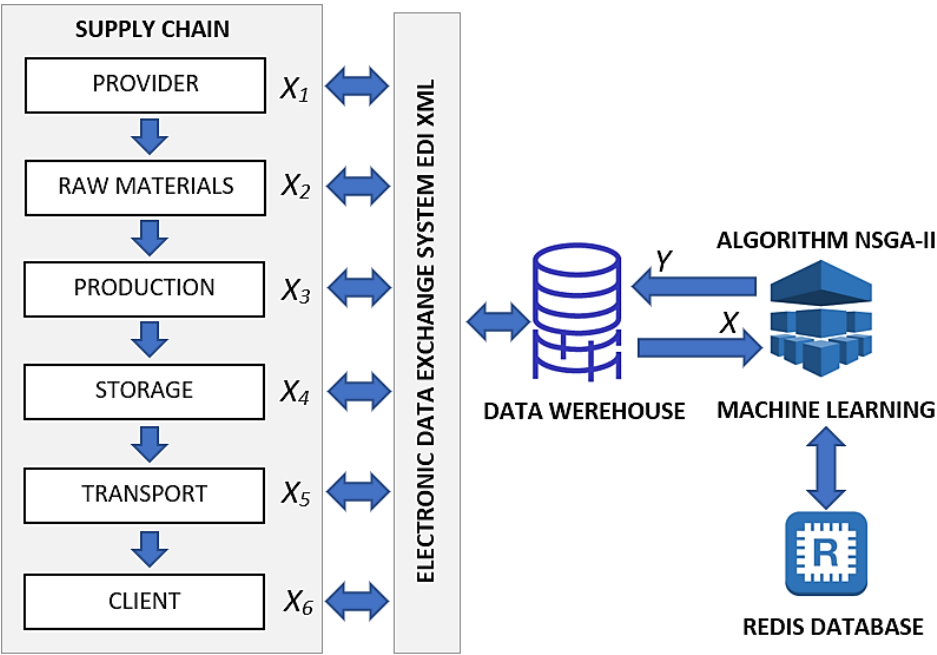 SUPPLY CHAIN
PROVIDER
X1
RAW MATERIALS
X2
PRODUCTION
X3
STORAGE
X4
TRANSPORT
X5
CLIENT
X6
ELECTRONIC DATA EXCHANGE SYSTEM EDI XML
DATA WEREHOUSE
Y
X
ALGORITHM NSGA-II
MACHINE LEARNING
R
REDIS DATABASE